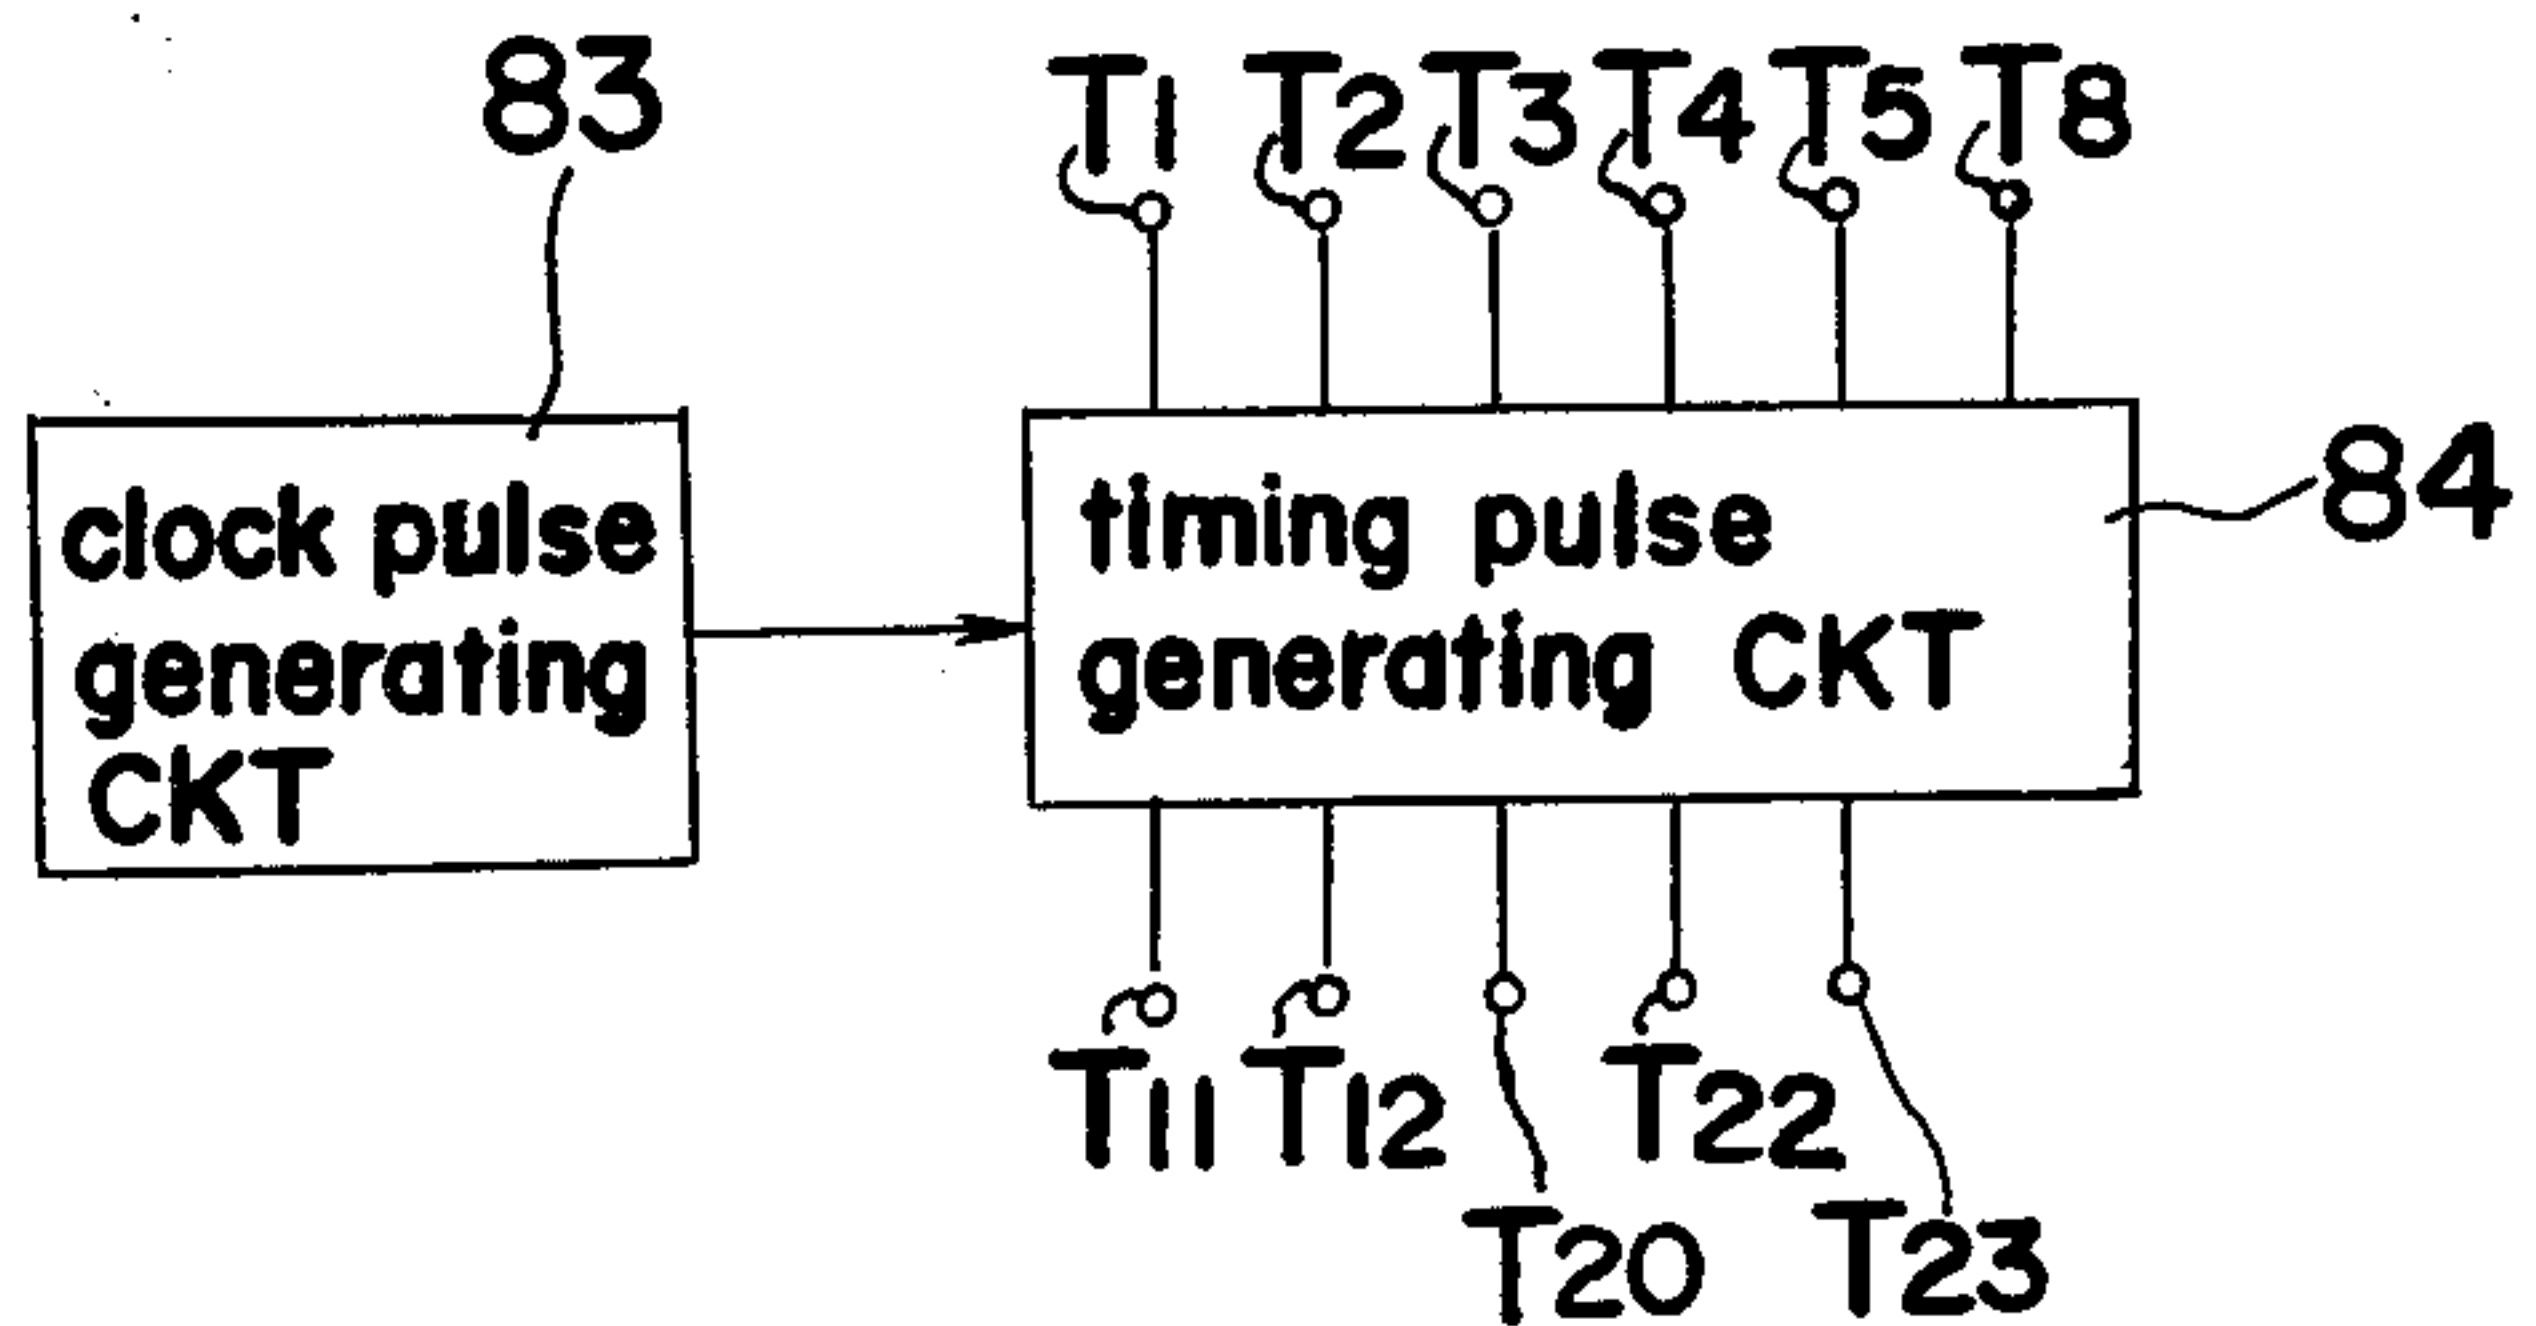 83
T1 T2 T3 T4 T5 T8
clock pulse
generating
CKT
timing pulse
generating CKT
84
T11 T12 T22
T20 T23